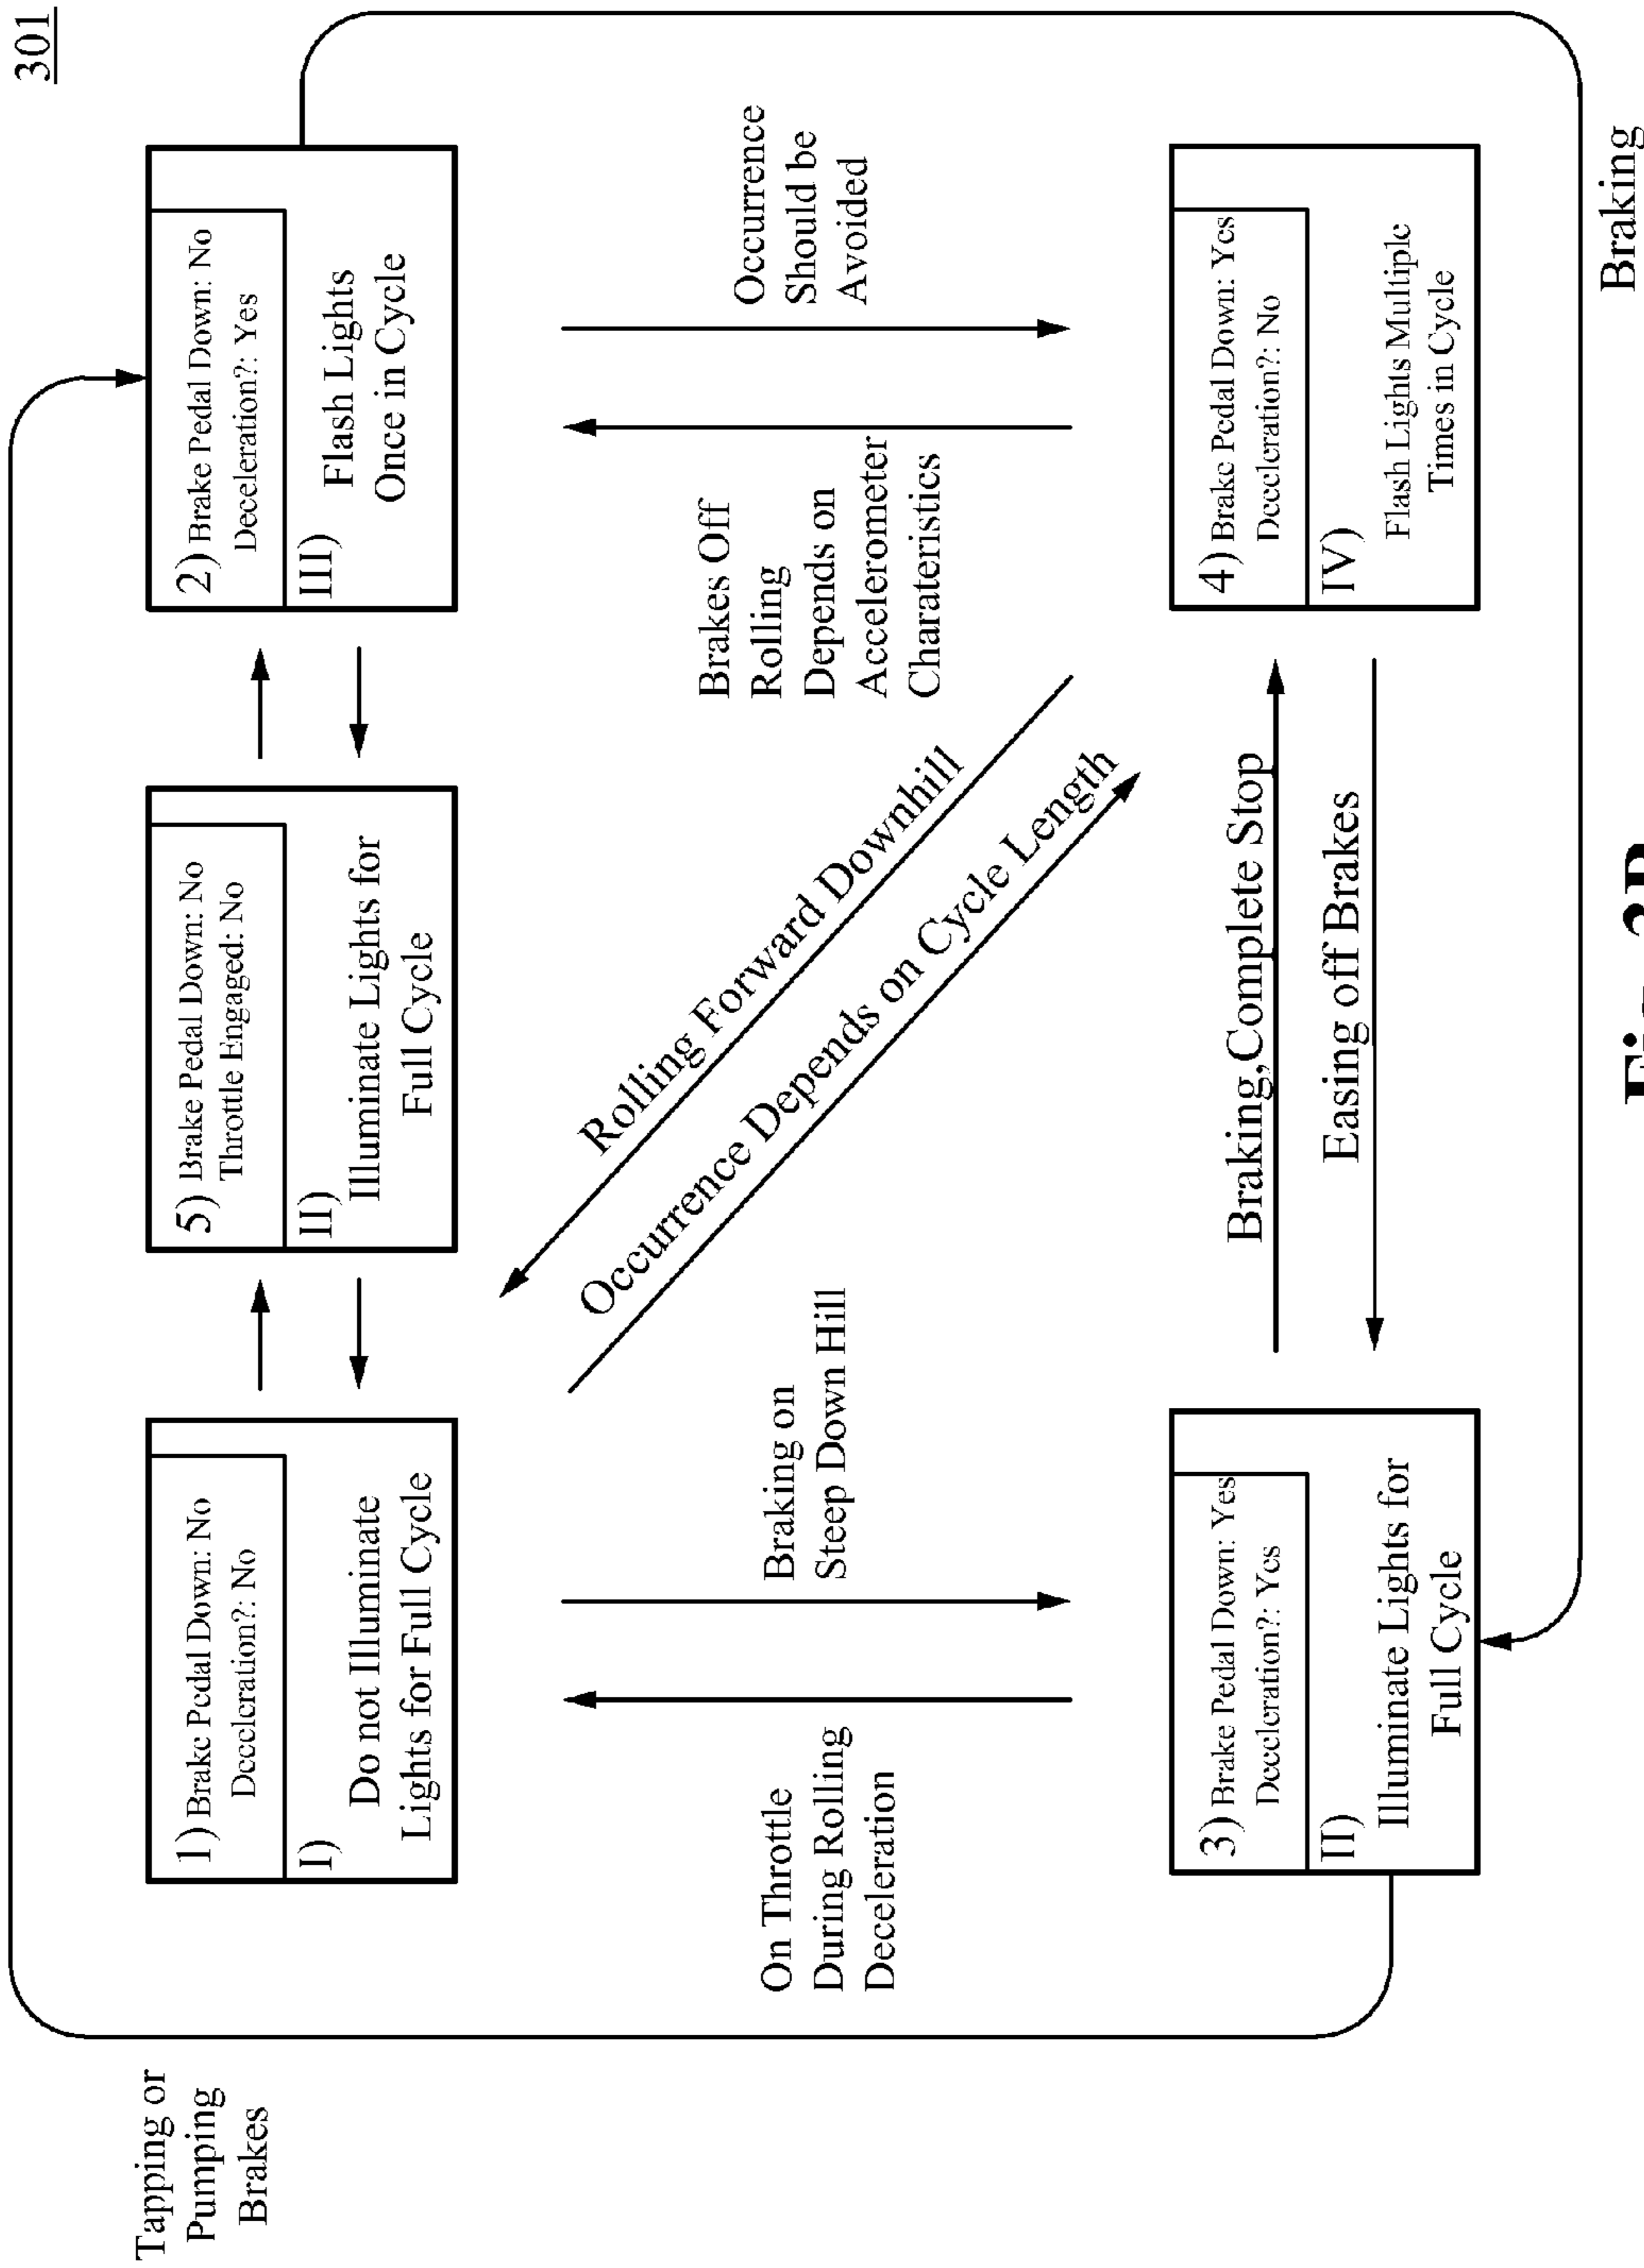 301
Tapping or
Pumping
Brakes
1) Brake Pedal Down: No
Deceleration?: No
I)
Do not Illuminate
Lights for Full Cycle
5) Brake Pedal Down: No
Throttle Engaged: No
II)
Illuminate Lights for
Full Cycle
2) Brake Pedal Down: No
Deceleration?: Yes
III)
Flash Lights
Once in Cycle
On Throttle
During Rolling
Deceleration
Braking on
Steep Down Hill
Rolling Forward Downhill
Occurrence Depends on Cycle Length
Brakes Off
Rolling
Depends on
Accelerometer
Charateristics
Occurrence
Should be
Avoided
3) Brake Pedal Down: Yes
Deceleration?: Yes
II)
Illuminate Lights for
Full Cycle
Braking,Complete Stop
Easing off Brakes
4) Brake Pedal Down: Yes
Deceleration?: No
IV)
Flash Lights Multiple
Times in Cycle
Braking